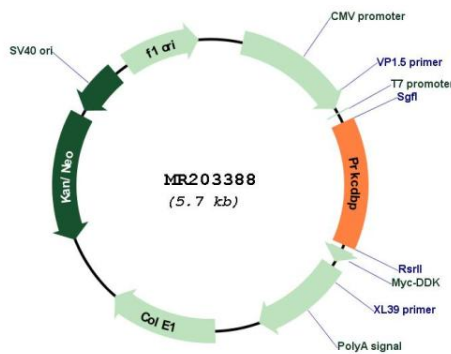 CMV promoter
VP1.5 primer
T7 promoter
SgfI
Prkcdbp
RsrII
Myc-DDK
XL39 primer
PolyA signal
Col E1
Kan/Neo
SV40 ori
f1 ori
MR203388
(5.7 kb)